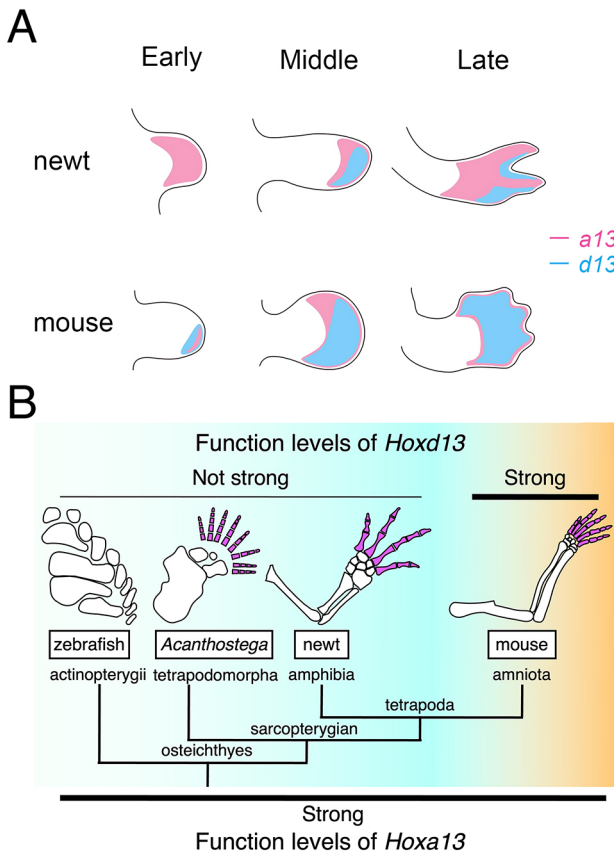 A
Early Middle Late
newt
a13
d13
mouse
B
Function levels of Hoxd13
Not strong Strong
zebrafish Acanthostega newt mouse
actinopterygii tetrapodomorpha amphibia amniota
tetrapoda
sarcopterygian
osteichthyes
Strong
Function levels of Hoxa13